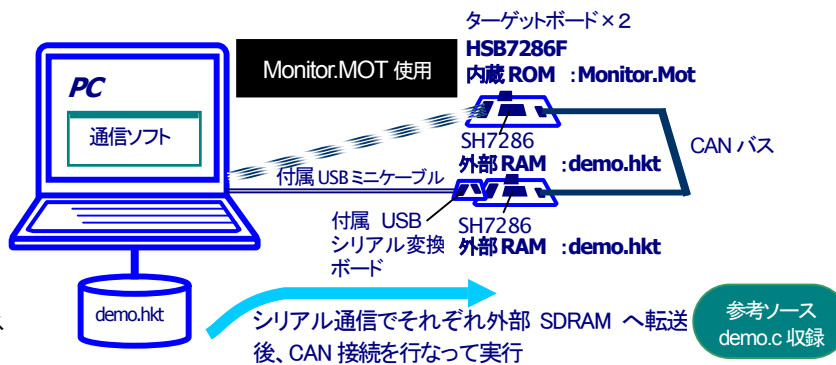 ターゲットボード×2
HSB7286F
内蔵 ROM ：Monitor.Mot
Monitor.MOT 使用
PC
通信ソフト
SH7286
外部 RAM ：demo.hkt
CAN バス
付属 USB ミニケーブル
付属 USB
シリアル変換
ボード
SH7286
外部 RAM ：demo.hkt
demo.hkt
シリアル通信でそれぞれ外部 SDRAM へ転送
後、CAN 接続を行なって実行
参考ソース
demo.c 収録